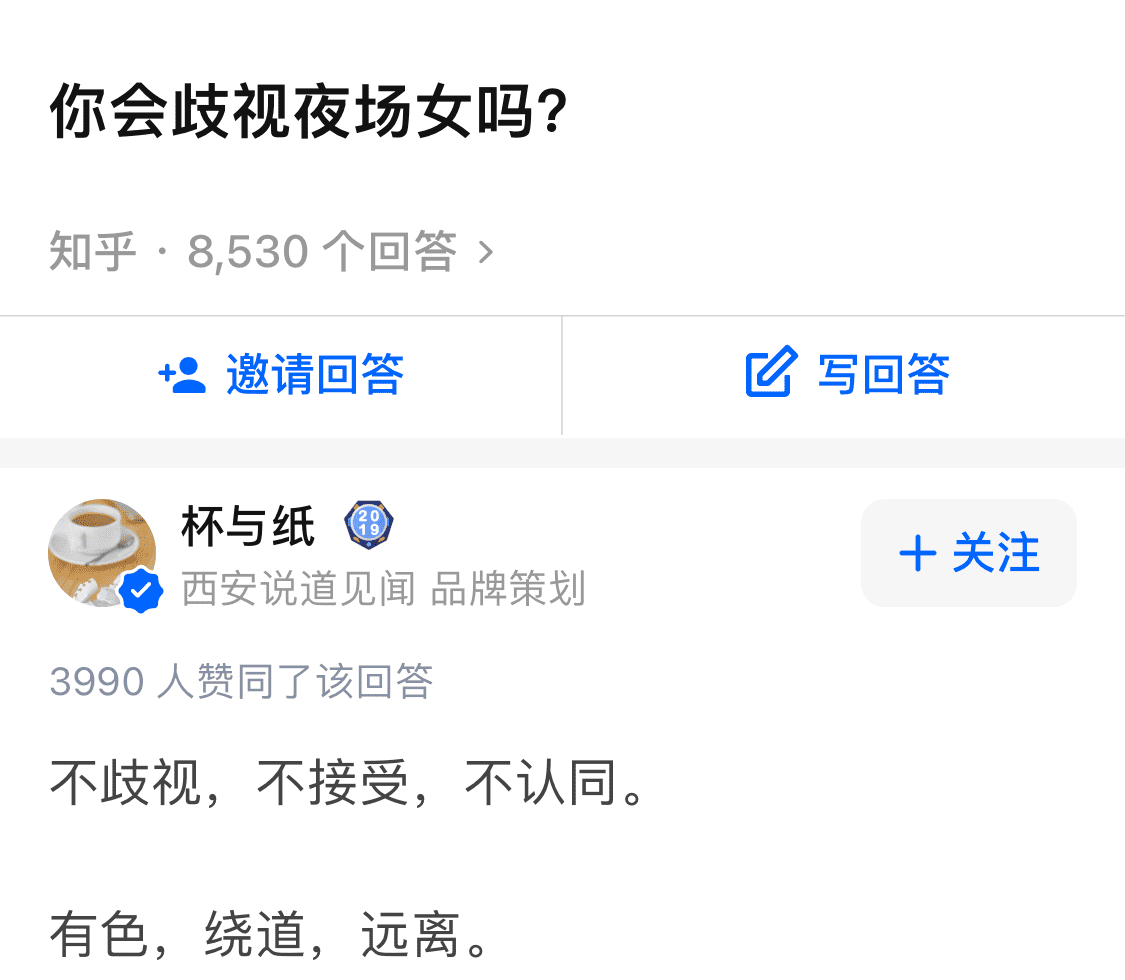 你会歧视夜场女吗?
知乎 · 8,530 个回答 >
邀请回答
写回答
杯与纸
2019
西安说道见闻 品牌策划
+ 关注
3990 人赞同了该回答
不歧视，不接受，不认同。
有色，绕道，远离。